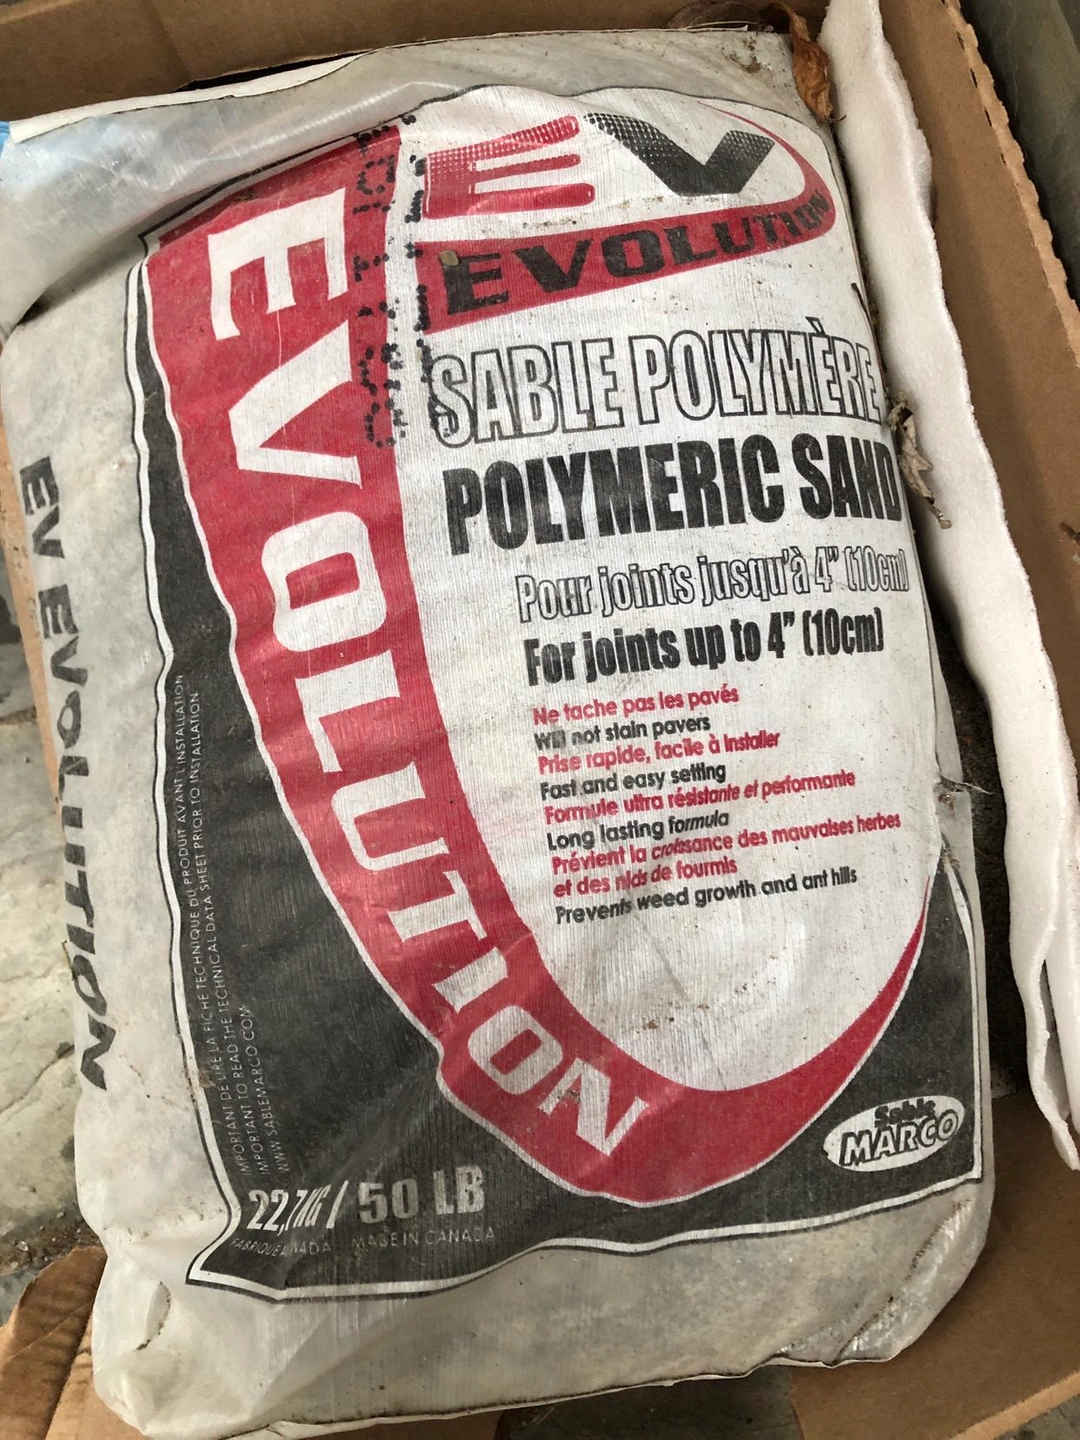 EV
EVOLUTION
EVOLUTION
SABLE POLYMÈRE
POLYMERIC SAND
Pour joints jusqu'à 4" (10cm)
For joints up to 4" (10cm)
Ne tache pas les pavés
Will not stain pavers
Prise rapide, facile à installer
Fast and easy setting
Formule ultra résistante et performante
Long lasting formula
Prévient la croissance des mauvaises herbes
et des nids de fourmis
Prevents weed growth and ant hills
EV EVOLUTION
IMPORTANT DE LIRE LA FICHE TECHNIQUE DU PRODUIT AVANT L'INSTALLATION
IMPORTANT TO READ THE TECHNICAL DATA SHEET PRIOR TO INSTALLATION
WWW.SABLEMARCO.COM
22,7KG / 50 LB
MADE IN CANADA
Sable
MARCO